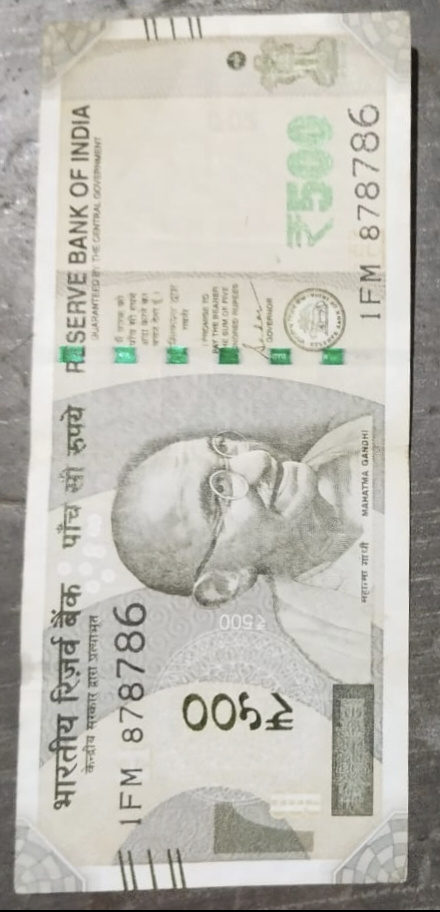 भारतीय रिज़र्व बैंक पाँच सौ रुपये RESERVE BANK OF INDIA
केन्द्रीय सरकार द्वारा प्रत्याभूत
GUARANTEED BY THE CENTRAL GOVERNMENT
1FM 878786
I PROMISE TO
PAY THE BEARER
THE SUM OF FIVE
HUNDRED RUPEES
GOVERNOR
₹५००
₹500
₹500
महात्मा गांधी MAHATMA GANDHI
1FM 878786